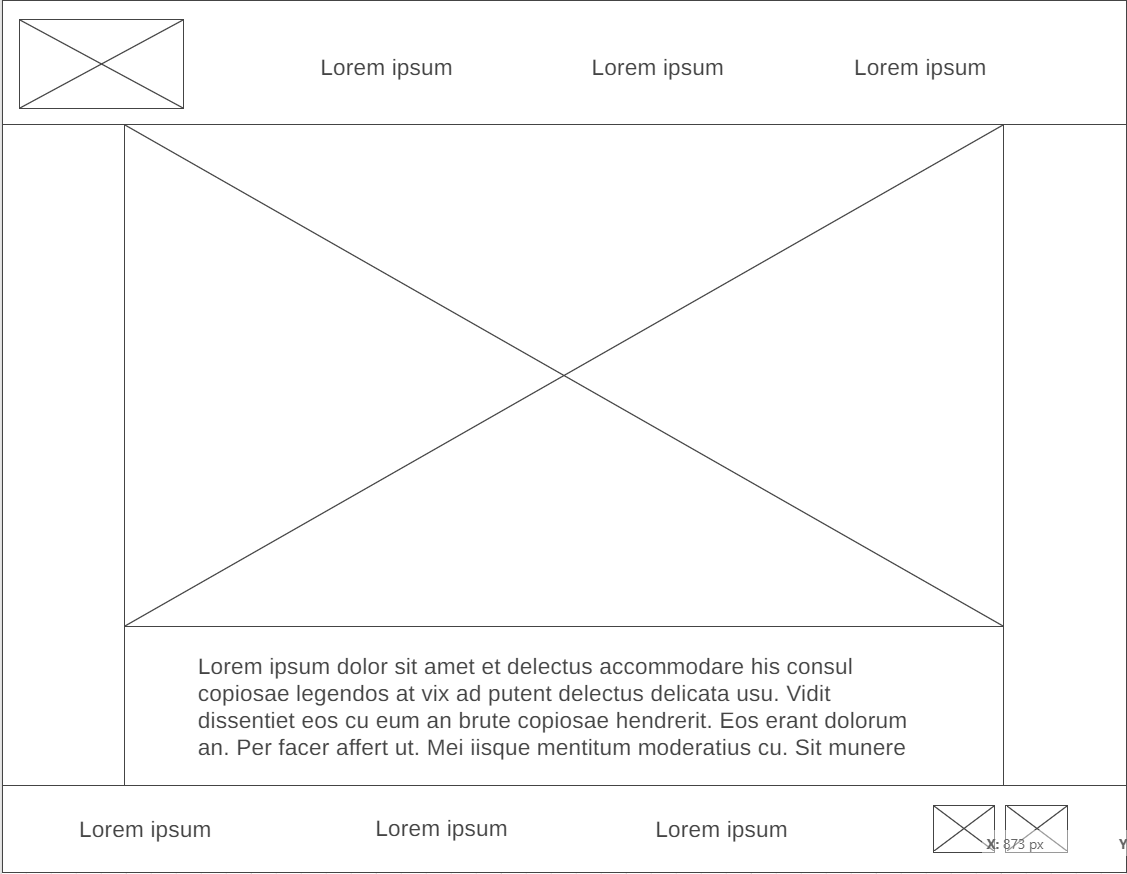 Lorem ipsum
Lorem ipsum
Lorem ipsum
Lorem ipsum dolor sit amet et delectus accommodare his consul
copiosae legendos at vix ad putent delectus delicata usu. Vidit
dissentiet eos cu eum an brute copiosae hendrerit. Eos erant dolorum
an. Per facer affert ut. Mei iisque mentitum moderatius cu. Sit munere
Lorem ipsum
Lorem ipsum
Lorem ipsum
X: 873 px
Y